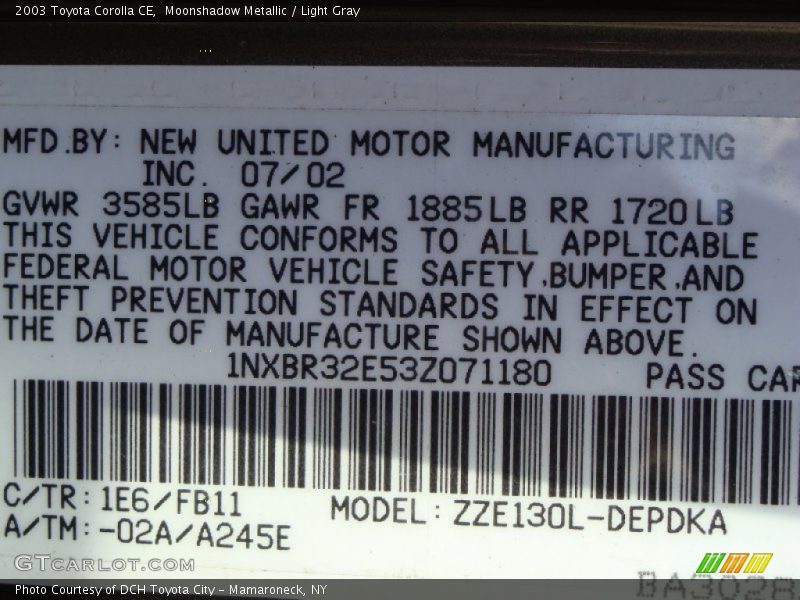 2003 Toyota Corolla CE, Moonshadow Metallic / Light Gray
MFD.BY: NEW UNITED MOTOR MANUFACTURING
INC. 07/02
GVWR 3585LB GAWR FR 1885LB RR 1720LB
THIS VEHICLE CONFORMS TO ALL APPLICABLE
FEDERAL MOTOR VEHICLE SAFETY,BUMPER,AND
THEFT PREVENTION STANDARDS IN EFFECT ON
THE DATE OF MANUFACTURE SHOWN ABOVE.
1NXBR32E53Z071180 PASS CAR
C/TR: 1E6/FB11 MODEL: ZZE130L-DEPDKA
A/TM: -02A/A245E
GTCARLOT.COM
Photo Courtesy of DCH Toyota City - Mamaroneck, NY